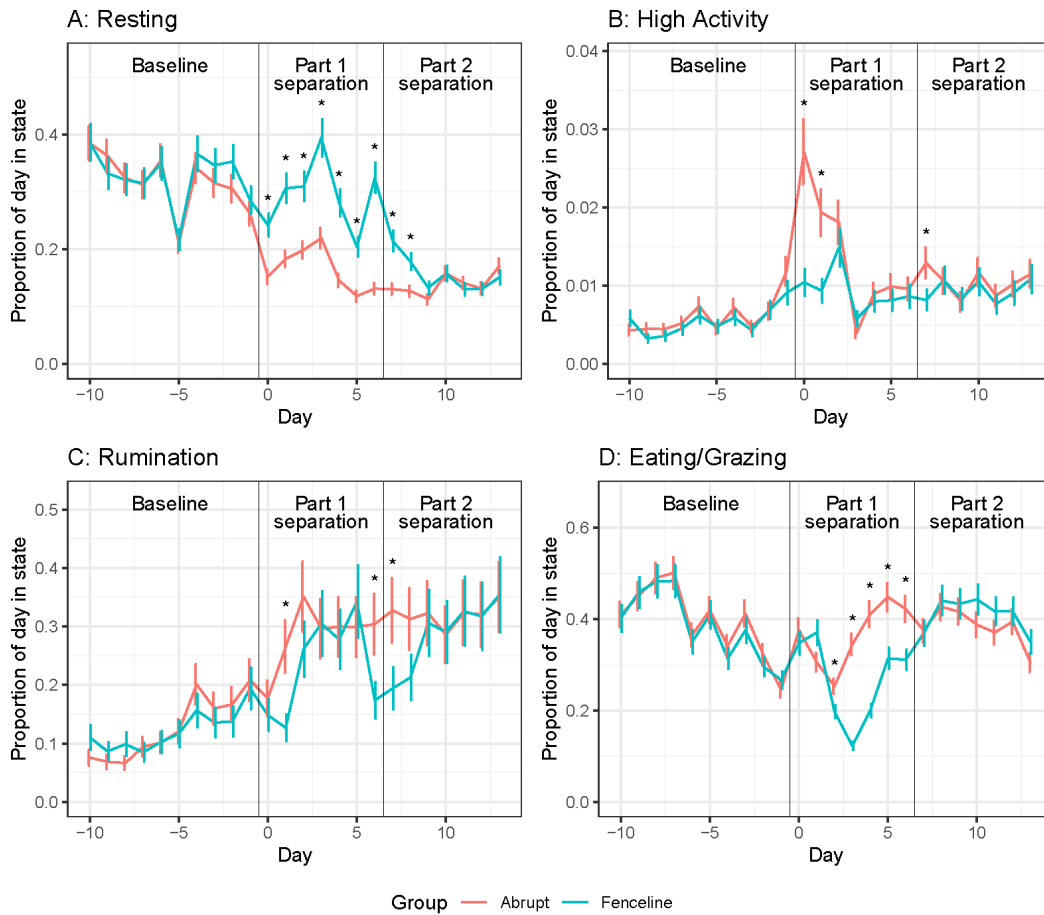 A: Resting
Proportion of day in state
0.4
0.2
0.0
Baseline
Part 1
separation
Part 2
separation
*
*
*
*
*
*
*
*
*
−10
−5
0
5
10
Day
B: High Activity
Proportion of day in state
0.04
0.03
0.02
0.01
0.00
Baseline
Part 1
separation
Part 2
separation
*
*
*
−10
−5
0
5
10
Day
C: Rumination
Proportion of day in state
0.5
0.4
0.3
0.2
0.1
0.0
Baseline
Part 1
separation
Part 2
separation
*
*
*
−10
−5
0
5
10
Day
D: Eating/Grazing
Proportion of day in state
0.6
0.4
0.2
0.0
Baseline
Part 1
separation
Part 2
separation
*
*
*
*
*
−10
−5
0
5
10
Day
Group Abrupt Fenceline